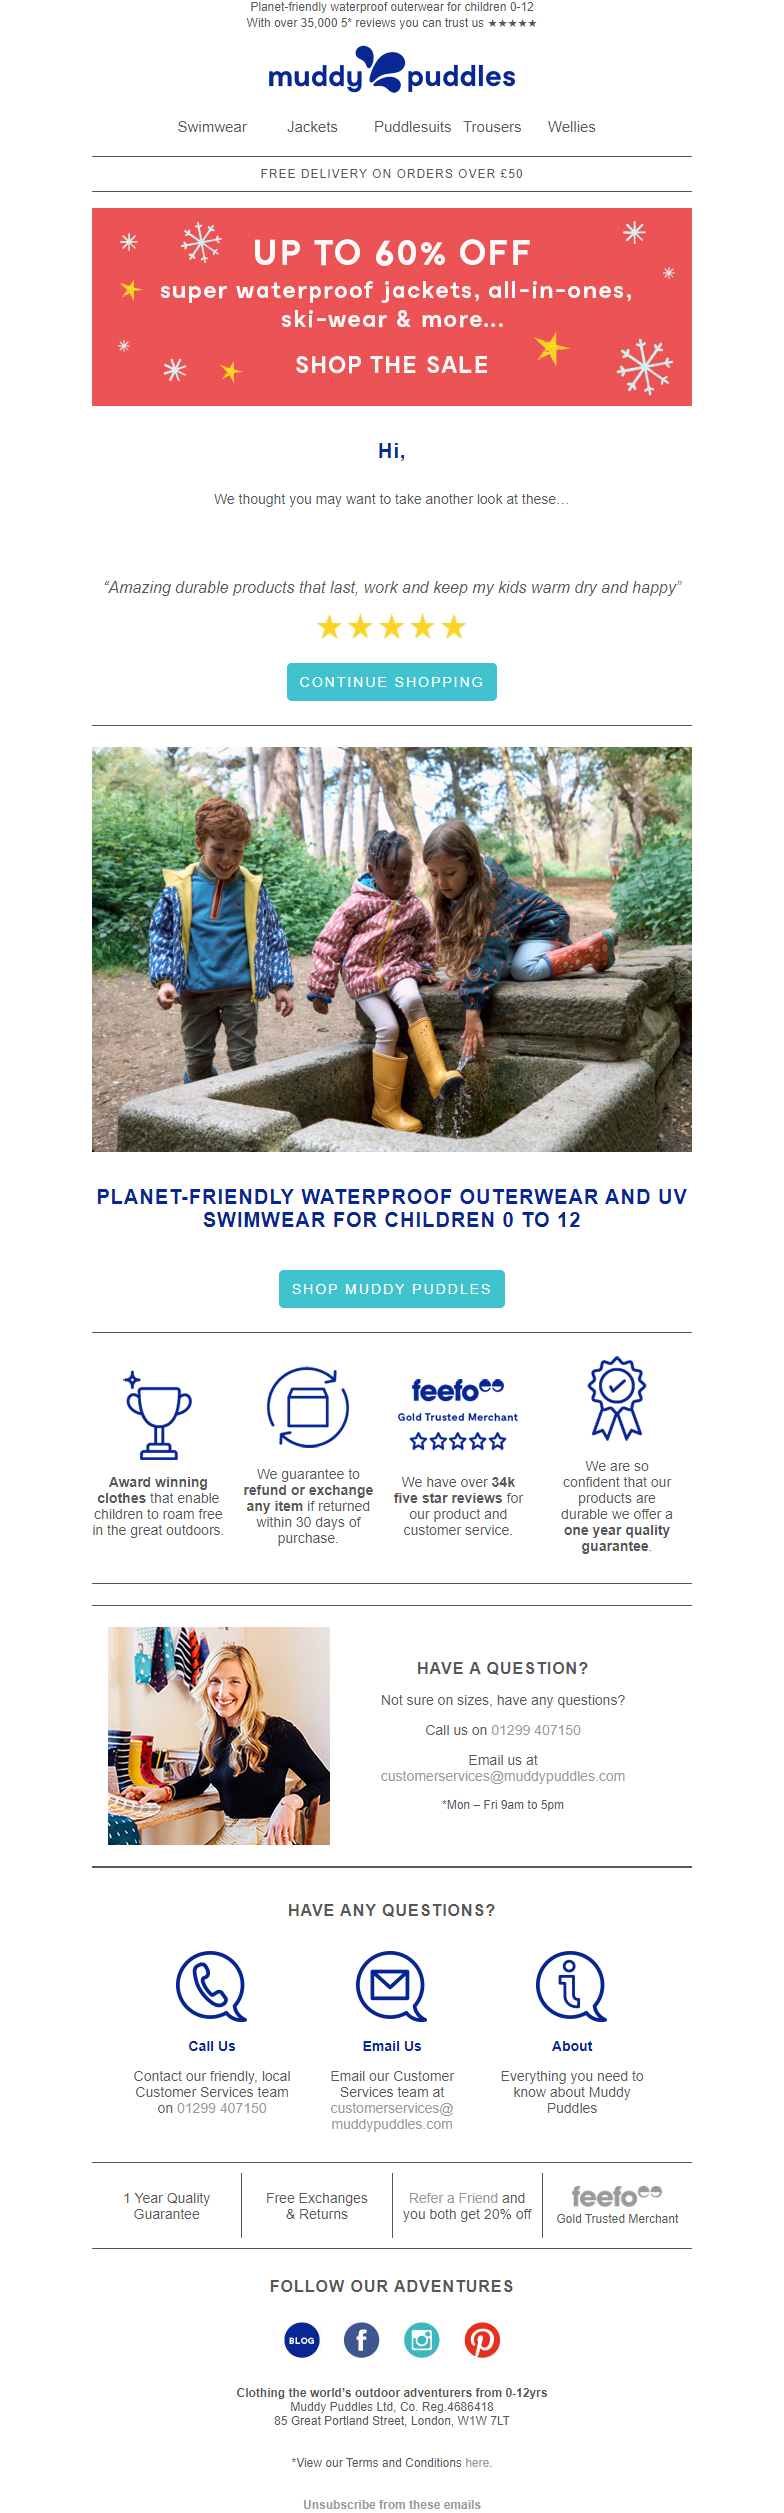 Planet-friendly waterproof outerwear for children 0-12
With over 35,000 5* reviews you can trust us ★★★★★
muddy puddles
Swimwear Jackets Puddlesuits Trousers Wellies
FREE DELIVERY ON ORDERS OVER £50
UP TO 60% OFF
super waterproof jackets, all-in-ones,
ski-wear & more...
SHOP THE SALE
Hi,
We thought you may want to take another look at these…
“Amazing durable products that last, work and keep my kids warm dry and happy”
CONTINUE SHOPPING
PLANET-FRIENDLY WATERPROOF OUTERWEAR AND UV
SWIMWEAR FOR CHILDREN 0 TO 12
SHOP MUDDY PUDDLES
Award winning
clothes that enable
children to roam free
in the great outdoors.
We guarantee to
refund or exchange
any item if returned
within 30 days of
purchase.
feefo
Gold Trusted Merchant
We have over 34k
five star reviews for
our product and
customer service.
We are so
confident that our
products are
durable we offer a
one year quality
guarantee.
HAVE A QUESTION?
Not sure on sizes, have any questions?
Call us on 01299 407150
Email us at
customerservices@muddypuddles.com
*Mon – Fri 9am to 5pm
HAVE ANY QUESTIONS?
Call Us
Contact our friendly, local
Customer Services team
on 01299 407150
Email Us
Email our Customer
Services team at
customerservices@
muddypuddles.com
About
Everything you need to
know about Muddy
Puddles
1 Year Quality
Guarantee
Free Exchanges
& Returns
Refer a Friend and
you both get 20% off
feefo
Gold Trusted Merchant
FOLLOW OUR ADVENTURES
BLOG
Clothing the world's outdoor adventurers from 0-12yrs
Muddy Puddles Ltd, Co. Reg.4686418
85 Great Portland Street, London, W1W 7LT
*View our Terms and Conditions here.
Unsubscribe from these emails